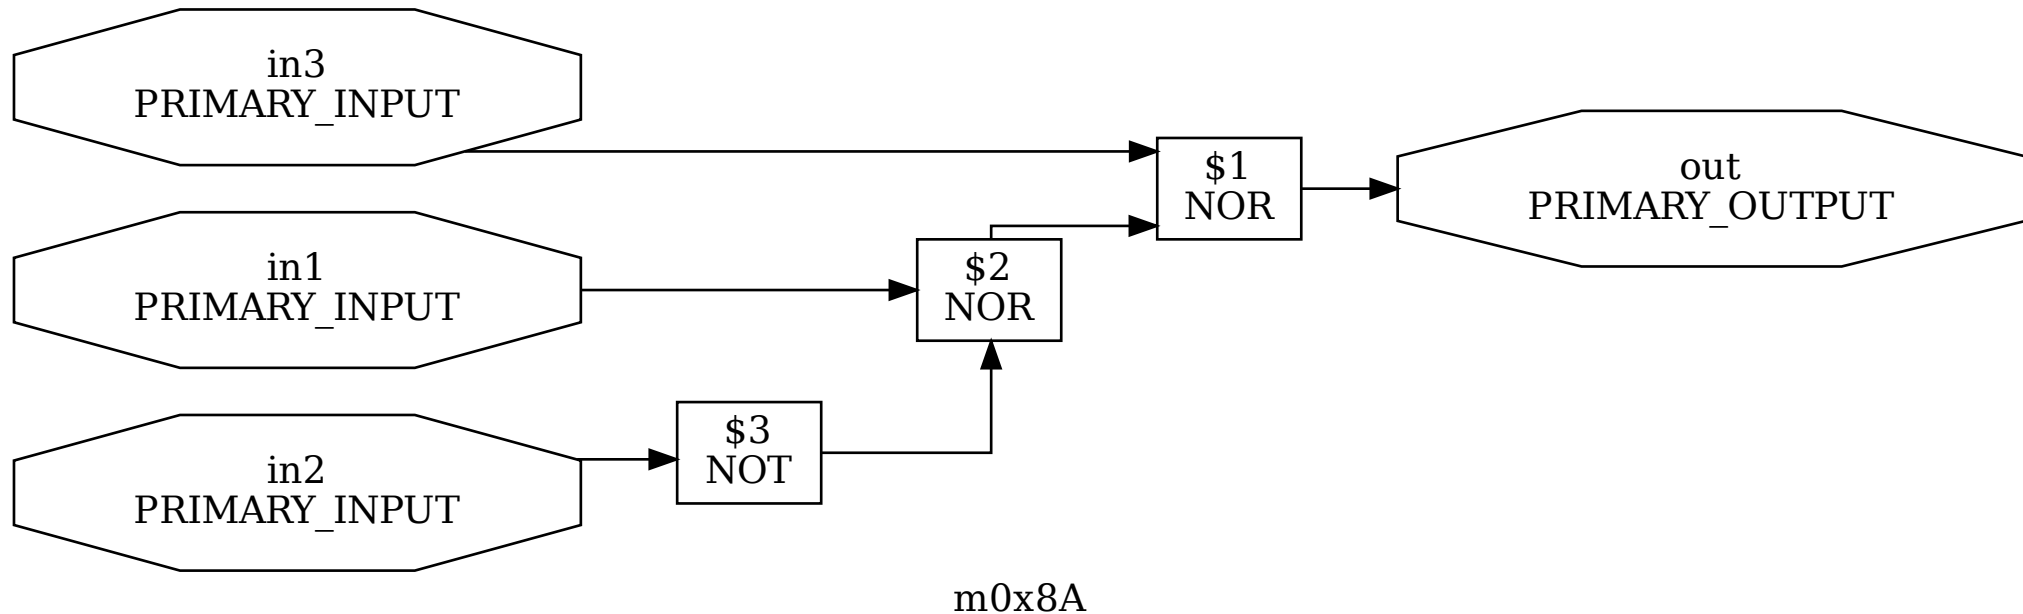 in3
PRIMARY_INPUT
$1
NOR
out
PRIMARY_OUTPUT
in1
PRIMARY_INPUT
$2
NOR
in2
PRIMARY_INPUT
$3
NOT
m0x8A